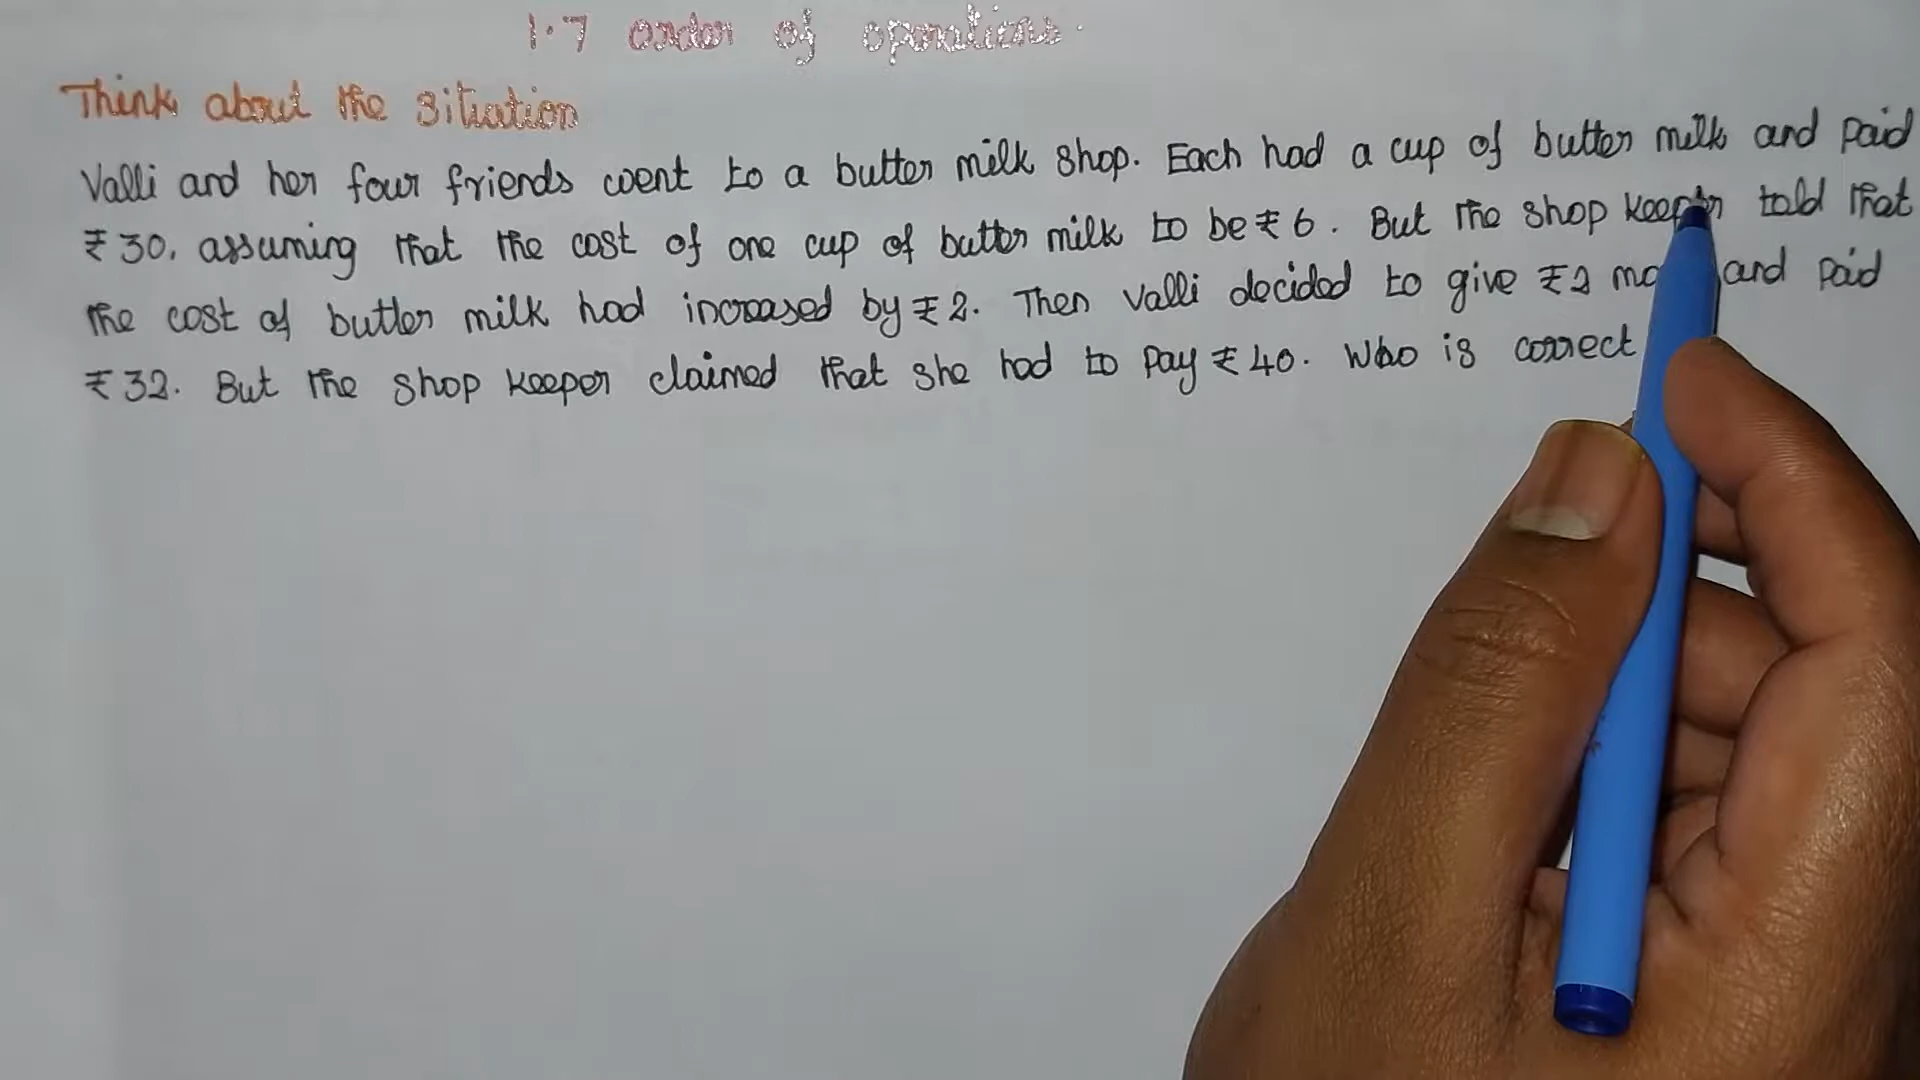 1.7 order of operations.
Think about the situation
Valli and her four friends went to a butter milk shop. Each had a cup of butter milk and paid
₹30, assuming that the cost of one cup of butter milk to be ₹6. But the shop keeper told that
the cost of butter milk had increased by ₹2. Then Valli decided to give ₹2 and paid
₹32. But the shop keeper claimed that she had to pay ₹40. Who is correct